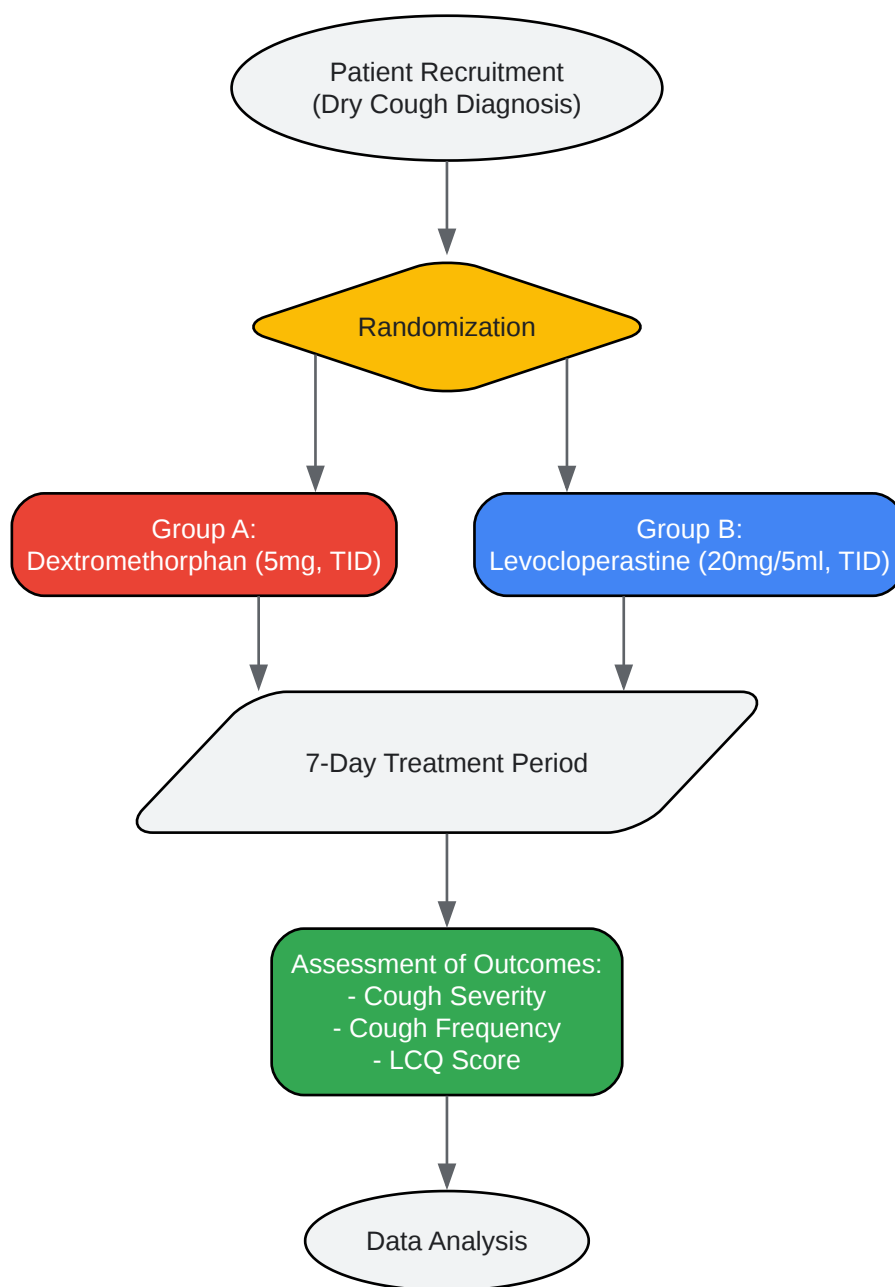 Patient Recruitment
(Dry Cough Diagnosis)
Randomization
Group A:
Dextromethorphan (5mg, TID)
Group B:
Levocloperastine (20mg/5ml, TID)
7-Day Treatment Period
Assessment of Outcomes:
- Cough Severity
- Cough Frequency
- LCQ Score
Data Analysis